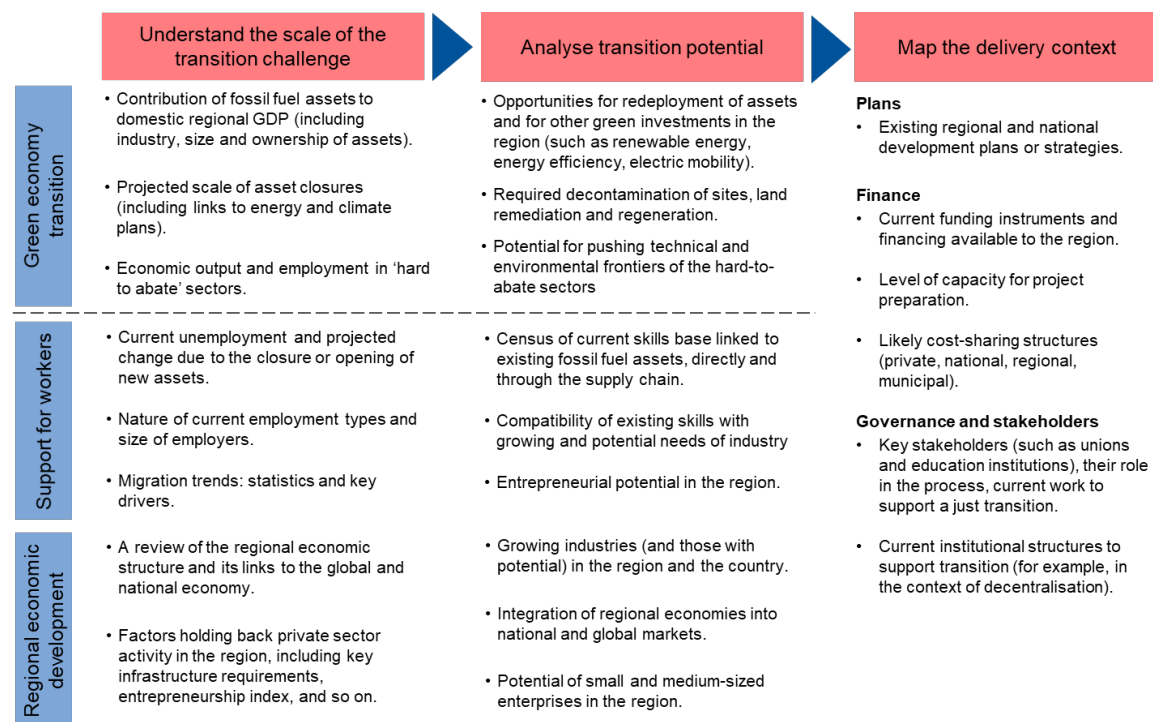 Understand the scale of the
transition challenge
Analyse transition potential
Map the delivery context
Green economy
transition
• Contribution of fossil fuel assets to
domestic regional GDP (including
industry, size and ownership of assets).
• Projected scale of asset closures
(including links to energy and climate
plans).
• Economic output and employment in ‘hard
to abate’ sectors.
• Opportunities for redeployment of assets
and for other green investments in the
region (such as renewable energy,
energy efficiency, electric mobility).
• Required decontamination of sites, land
remediation and regeneration.
• Potential for pushing technical and
environmental frontiers of the hard-to-
abate sectors
Support for workers
• Current unemployment and projected
change due to the closure or opening of
new assets.
• Nature of current employment types and
size of employers.
• Migration trends: statistics and key
drivers.
• Census of current skills base linked to
existing fossil fuel assets, directly and
through the supply chain.
• Compatibility of existing skills with
growing and potential needs of industry
• Entrepreneurial potential in the region.
Regional economic
development
• A review of the regional economic
structure and its links to the global and
national economy.
• Factors holding back private sector
activity in the region, including key
infrastructure requirements,
entrepreneurship index, and so on.
• Growing industries (and those with
potential) in the region and the country.
• Integration of regional economies into
national and global markets.
• Potential of small and medium-sized
enterprises in the region.
Plans
• Existing regional and national
development plans or strategies.
Finance
• Current funding instruments and
financing available to the region.
• Level of capacity for project
preparation.
• Likely cost-sharing structures
(private, national, regional,
municipal).
Governance and stakeholders
• Key stakeholders (such as unions
and education institutions), their role
in the process, current work to
support a just transition.
• Current institutional structures to
support transition (for example, in
the context of decentralisation).